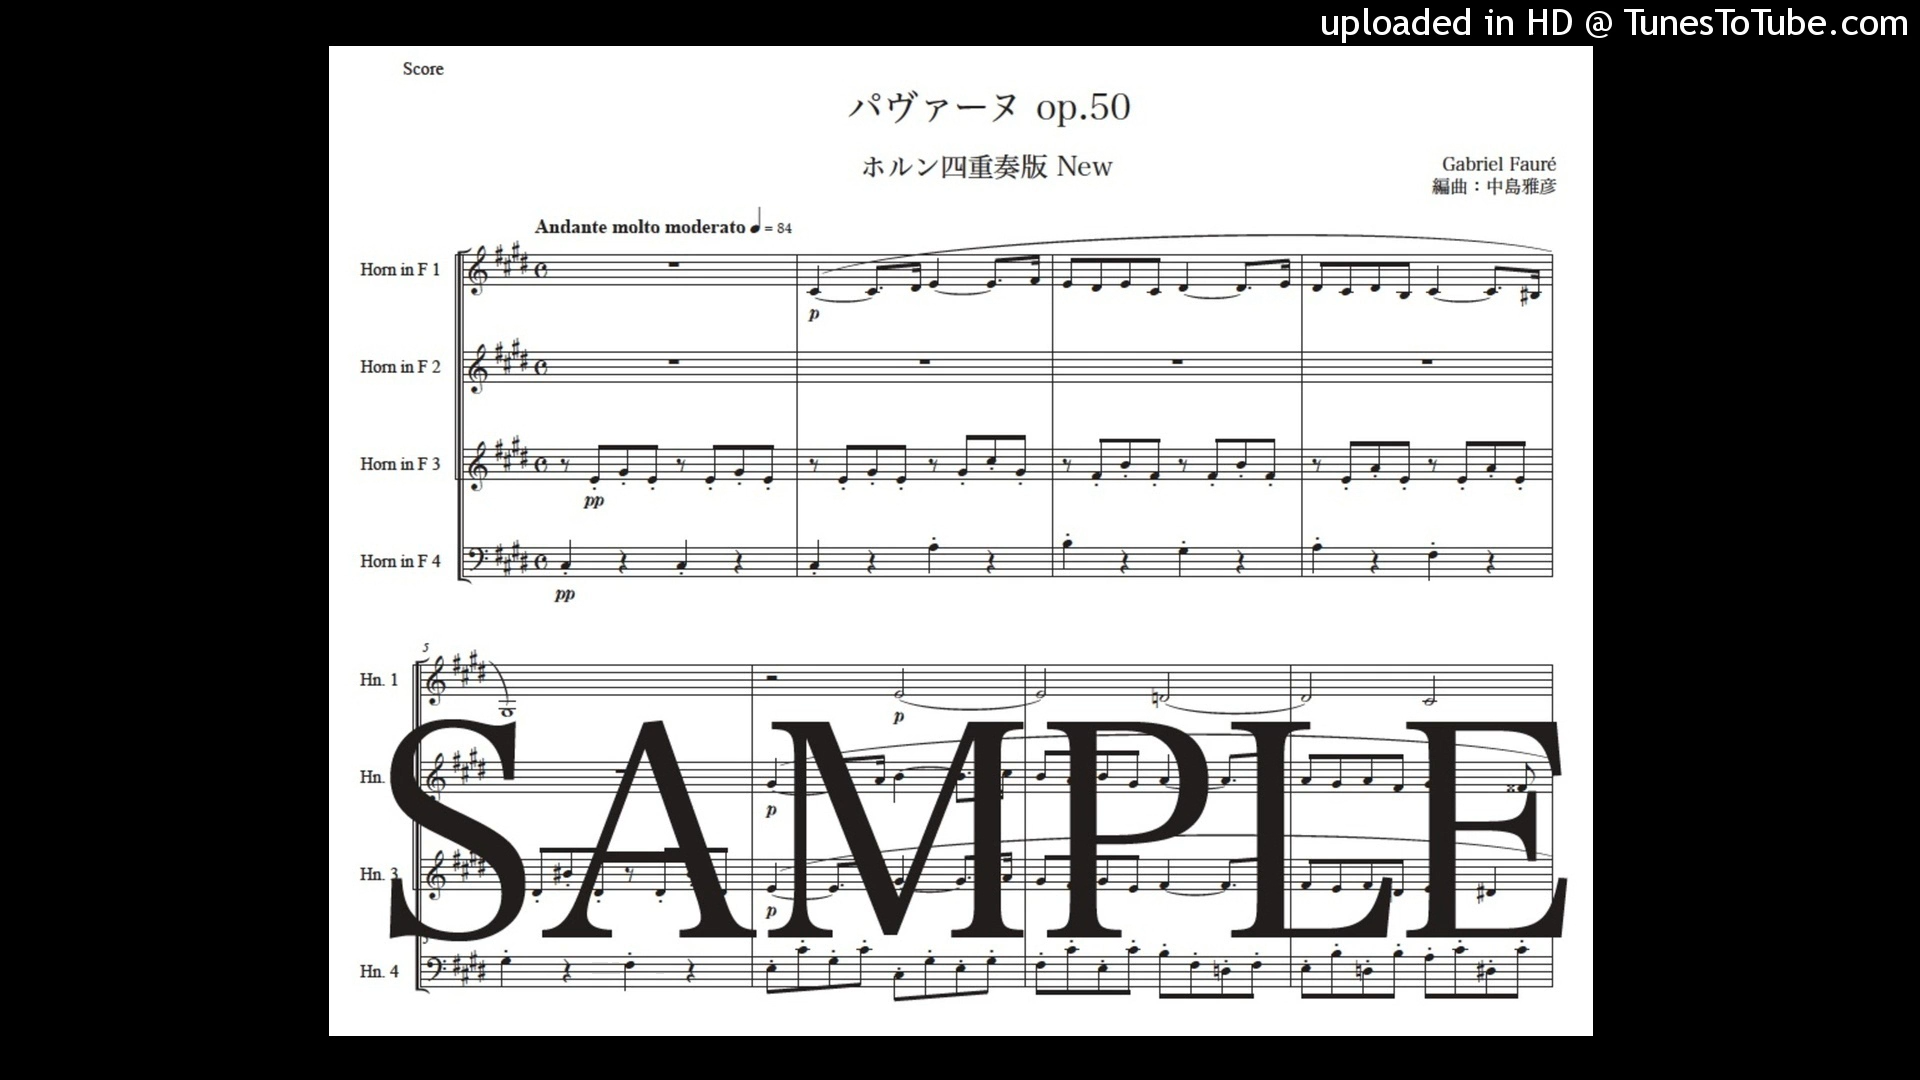 uploaded in HD @ TunesToTube.com
Score
パヴァーヌ op.50
ホルン四重奏版 New
Gabriel Fauré
編曲：中島雅彦
Andante molto moderato ♩ = 84
Horn in F 1
p
Horn in F 2
Horn in F 3
pp
Horn in F 4
pp
5
Hn. 1
p
Hn.
p
Hn. 3
p
Hn. 4
SAMPLE